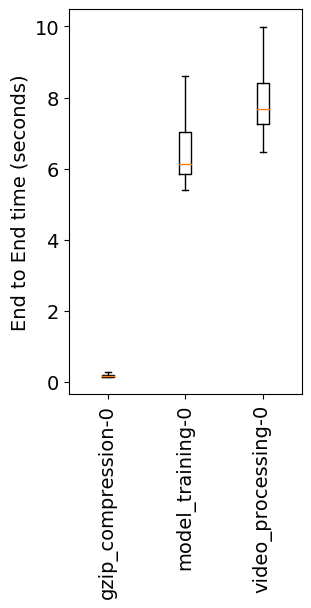 End to End time (seconds)
10
8
6
4
2
0
gzip_compression-0
model_training-0
video_processing-0